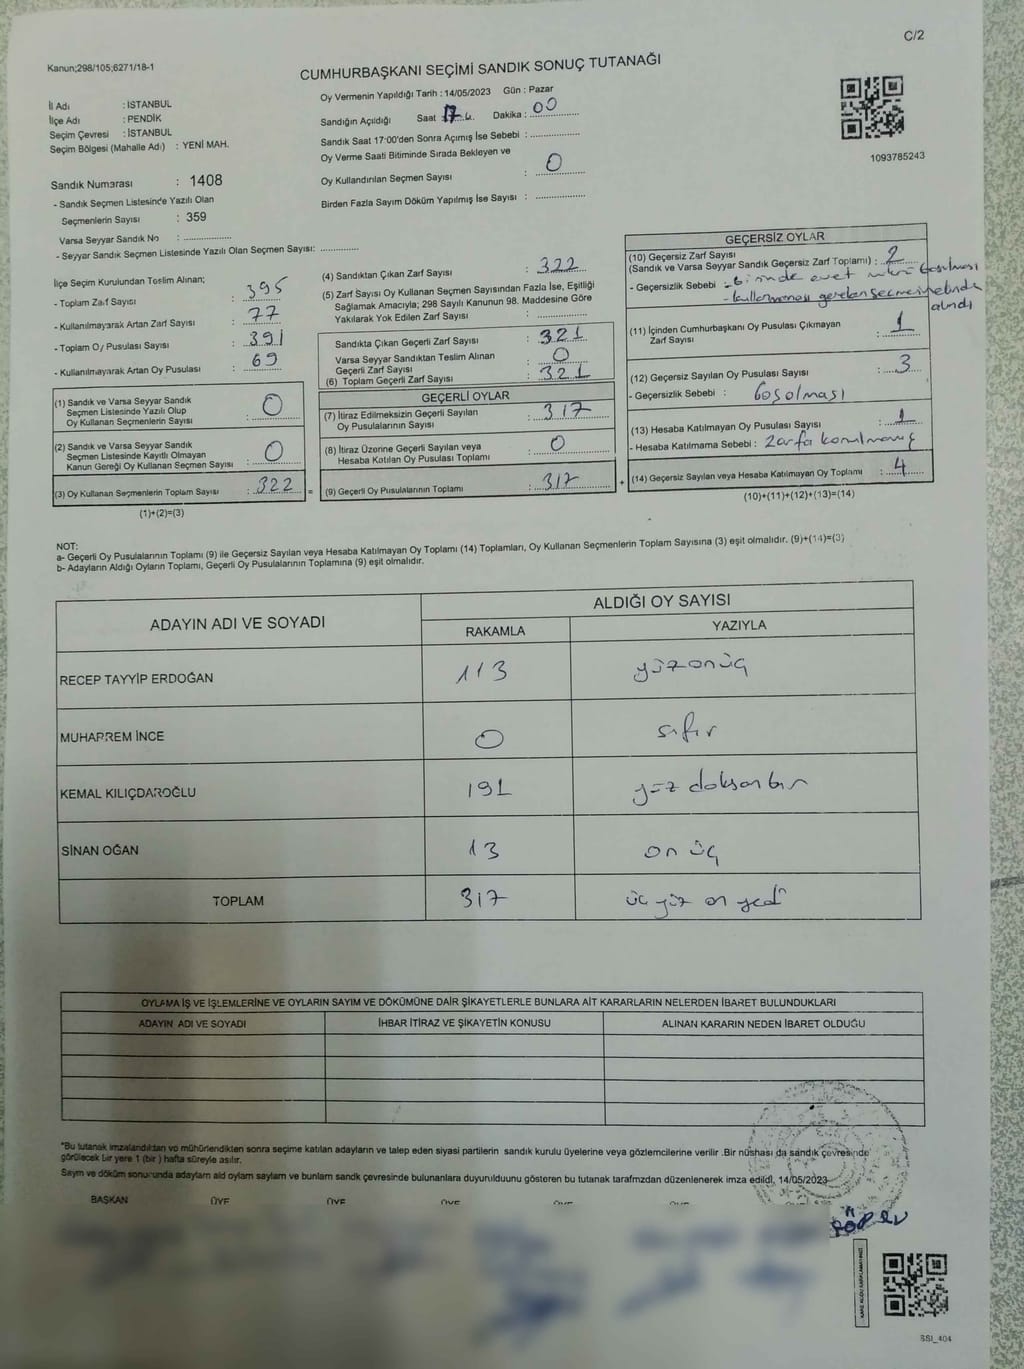 C/2
Kanun;298/105;6271/18-1
CUMHURBAŞKANI SEÇİMİ SANDIK SONUÇ TUTANAĞI
İl Adı : İSTANBUL
İlçe Adı : PENDİK
Seçim Çevresi : İSTANBUL
Seçim Bölgesi (Mahalle Adı) : YENİ MAH.
Oy Vermenin Yapıldığı Tarih : 14/05/2023 Gün : Pazar
Sandığın Açıldığı Saat 17 Dakika : 00
Sandık Saat 17:00'den Sonra Açımış İse Sebebi :
Oy Verme Saati Bitiminde Sırada Bekleyen ve
Oy Kullandırılan Seçmen Sayısı : 0
Birden Fazla Sayım Döküm Yapılmış İse Sayısı :
1093785243
Sandık Numarası : 1408
- Sandık Seçmen Listesinde Yazılı Olan
Seçmenlerin Sayısı : 359
Varsa Seyyar Sandık No :
- Seyyar Sandık Seçmen Listesinde Yazılı Olan Seçmen Sayısı:
İlçe Seçim Kurulundan Teslim Alınan;
- Toplam Zarf Sayısı : 395
- Kullanılmayarak Artan Zarf Sayısı : 77
- Toplam Oy Pusulası Sayısı : 391
- Kullanılmayarak Artan Oy Pusulası : 69
(1) Sandık ve Varsa Seyyar Sandık
Seçmen Listesinde Yazılı Olup
Oy Kullanan Seçmenlerin Sayısı : 0
(2) Sandık ve Varsa Seyyar Sandık
Seçmen Listesinde Kayıtlı Olmayan
Kanun Gereği Oy Kullanan Seçmen Sayısı : 0
(3) Oy Kullanan Seçmenlerin Toplam Sayısı : 322
(1)+(2)=(3)
(4) Sandıktan Çıkan Zarf Sayısı : 322
(5) Zarf Sayısı Oy Kullanan Seçmen Sayısından Fazla İse, Eşitliği
Sağlamak Amacıyla; 298 Sayılı Kanunun 98. Maddesine Göre
Yakılarak Yok Edilen Zarf Sayısı :
Sandıkta Çıkan Geçerli Zarf Sayısı : 321
Varsa Seyyar Sandıktan Teslim Alınan
Geçerli Zarf Sayısı : 0
(6) Toplam Geçerli Zarf Sayısı : 321
GEÇERLİ OYLAR
(7) İtiraz Edilmeksizin Geçerli Sayılan
Oy Pusulasının Sayısı : 317
(8) İtiraz Üzerine Geçerli Sayılan veya
Hesaba Katılan Oy Pusulası Toplamı : 0
= (9) Geçerli Oy Pusulalarının Toplamı : 317
GEÇERSİZ OYLAR
(10) Geçersiz Zarf Sayısı
(Sandık ve Varsa Seyyar Sandık Geçersiz Zarf Toplamı) : 2
- Geçersizlik Sebebi : - birinde evet mührü basılması
- kullanması gereken seçmen
alındı
(11) İçinden Cumhurbaşkanı Oy Pusulası Çıkmayan
Zarf Sayısı : 1
(12) Geçersiz Sayılan Oy Pusulası Sayısı : 3
- Geçersizlik Sebebi : boş olması
(13) Hesaba Katılmayan Oy Pusulası Sayısı : 1
- Hesaba Katılmama Sebebi : Zarfa konulmamış
+ (14) Geçersiz Sayılan veya Hesaba Katılmayan Oy Toplamı : 4
(10)+(11)+(12)+(13)=(14)
NOT:
a- Geçerli Oy Pusulalarının Toplamı (9) ile Geçersiz Sayılan veya Hesaba Katılmayan Oy Toplamı (14) Toplamları, Oy Kullanan Seçmenlerin Toplam Sayısına (3) eşit olmalıdır. (9)+(14)=(3)
b- Adayların Aldığı Oyların Toplamı, Geçerli Oy Pusulalarının Toplamına (9) eşit olmalıdır.
ADAYIN ADI VE SOYADI
ALDIĞI OY SAYISI
RAKAMLA YAZIYLA
RECEP TAYYİP ERDOĞAN 113 yüzonüç
MUHARREM İNCE 0 sıfır
KEMAL KILIÇDAROĞLU 191 yüz doksan bir
SİNAN OĞAN 13 on üç
TOPLAM 317 üç yüz on yedi
OYLAMA İŞ VE İŞLEMLERİNE VE OYLARIN SAYIM VE DÖKÜMÜNE DAİR ŞİKAYETLERLE BUNLARA AİT KARARLARIN NELERDEN İBARET BULUNDUKLARI
ADAYIN ADI VE SOYADI İHBAR İTİRAZ VE ŞİKAYETİN KONUSU ALINAN KARARIN NEDEN İBARET OLDUĞU
"Bu tutanak imzalandıktan ve mühürlendikten sonra seçime katılan adayların ve talep eden siyasi partilerin sandık kurulu üyelerine veya gözlemcilerine verilir .Bir nüshası da sandık çevresinde
görülecek bir yere 1 (bir ) hafta süreyle asılır.
Sayım ve döküm sonucunda adayların ald oyların sayların ve bunların sandk çevresinde bulunanlara duyurulduunu gösteren bu tutanak tarafmzdan düzenlenerek imza edildi, 14/05/2023
BAŞKAN ÜYE ÜYE ÜYE ÜYE ÜYE
SSI_404